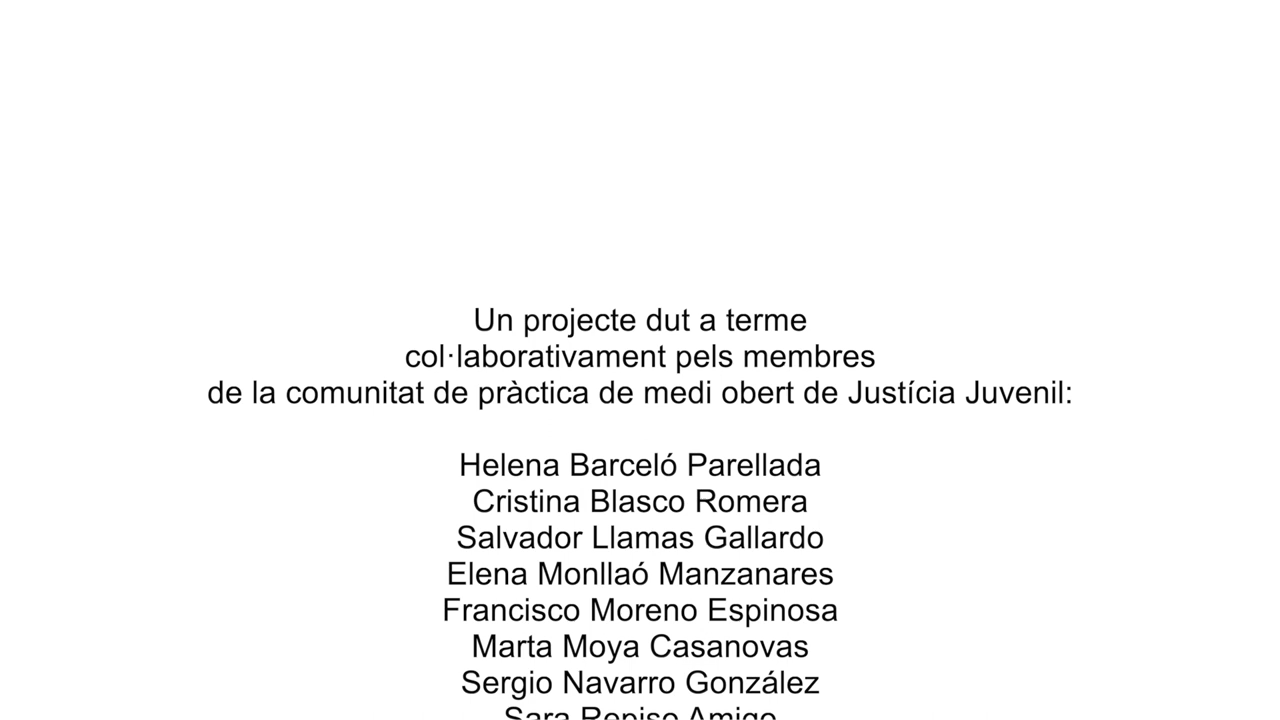 Un projecte dut a terme
col·laborativament pels membres
de la comunitat de pràctica de medi obert de Justícia Juvenil:
Helena Barceló Parellada
Cristina Blasco Romera
Salvador Llamas Gallardo
Elena Monllaó Manzanares
Francisco Moreno Espinosa
Marta Moya Casanovas
Sergio Navarro González
Sara Repiso Amigo